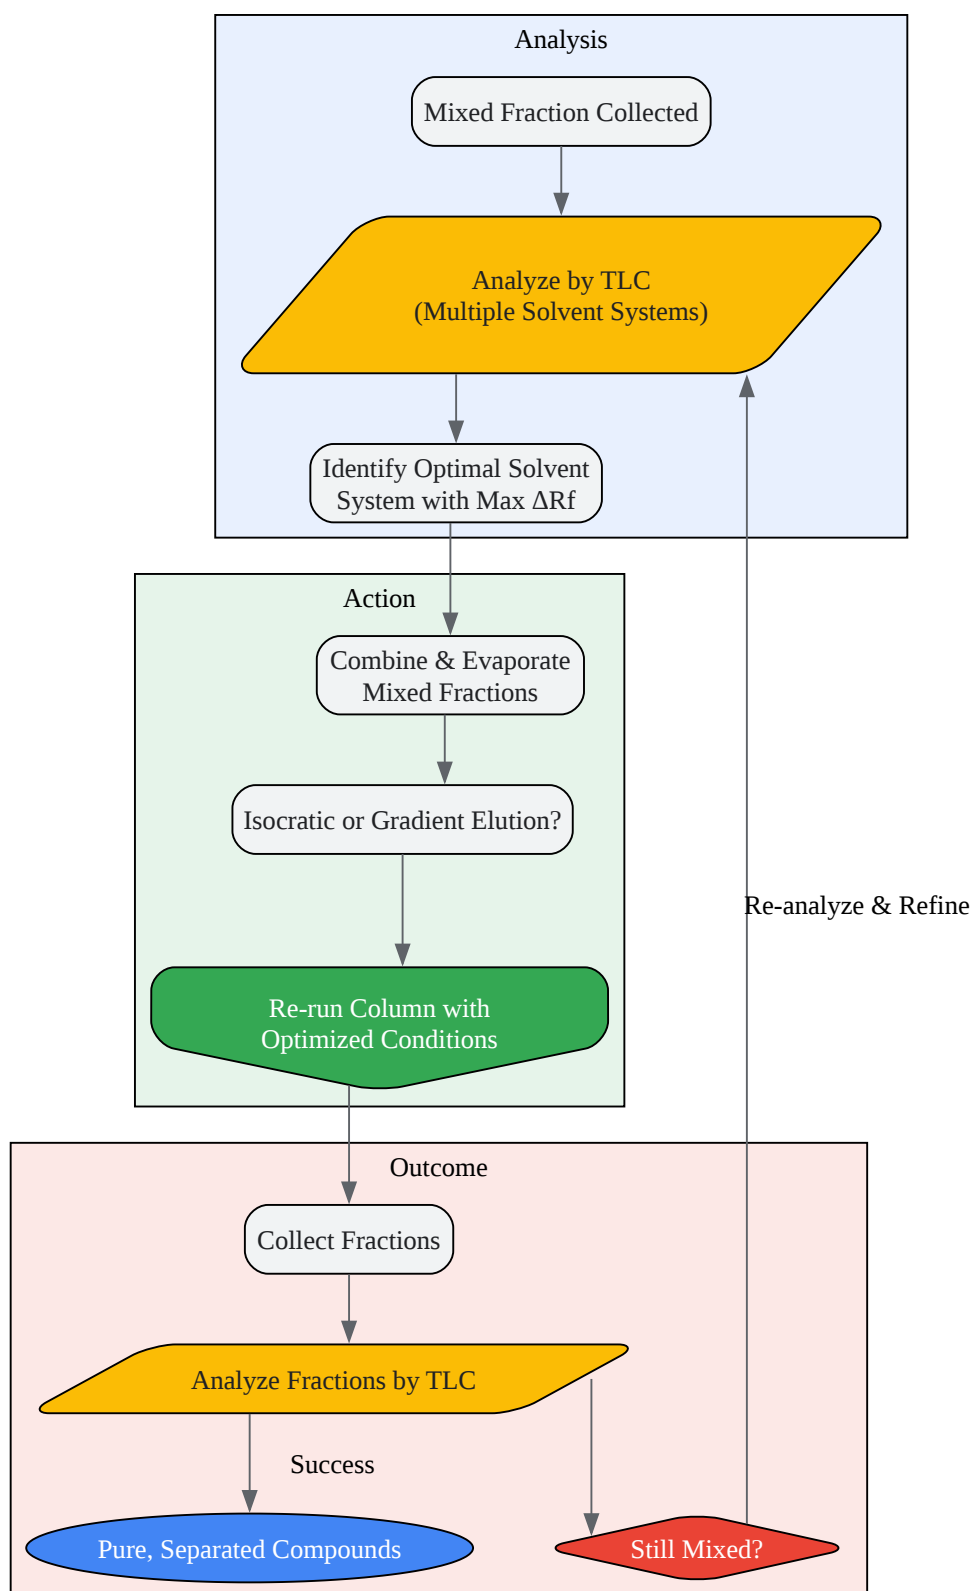 Analysis
Mixed Fraction Collected
Analyze by TLC
(Multiple Solvent Systems)
Identify Optimal Solvent
System with Max ΔRf
Action
Combine & Evaporate
Mixed Fractions
Isocratic or Gradient Elution?
Re-analyze & Refine
Re-run Column with
Optimized Conditions
Outcome
Collect Fractions
Analyze Fractions by TLC
Success
Pure, Separated Compounds
Still Mixed?